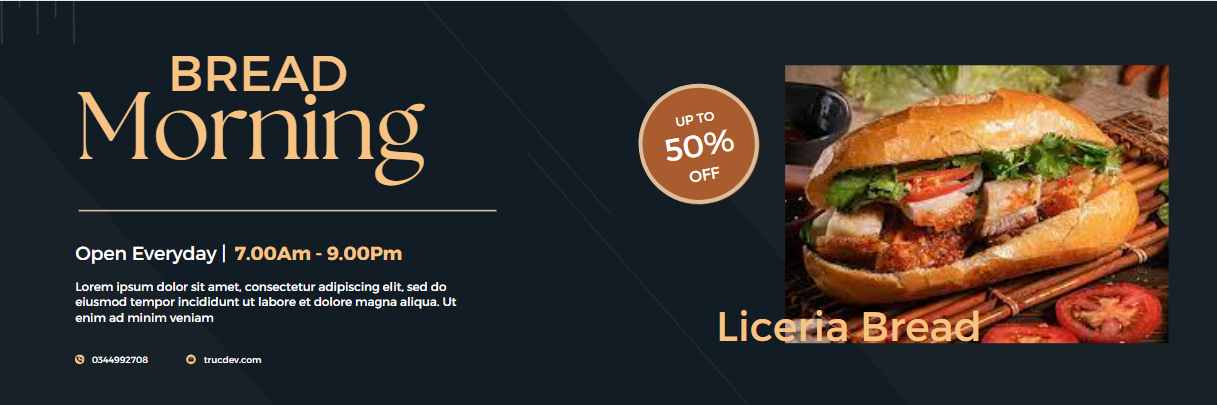 BREAD
Morning
Open Everyday | 7.00Am - 9.00Pm
Lorem ipsum dolor sit amet, consectetur adipiscing elit, sed do
eiusmod tempor incididunt ut labore et dolore magna aliqua. Ut
enim ad minim veniam
0344992708
trucdev.com
UP TO
50%
OFF
Liceria Bread